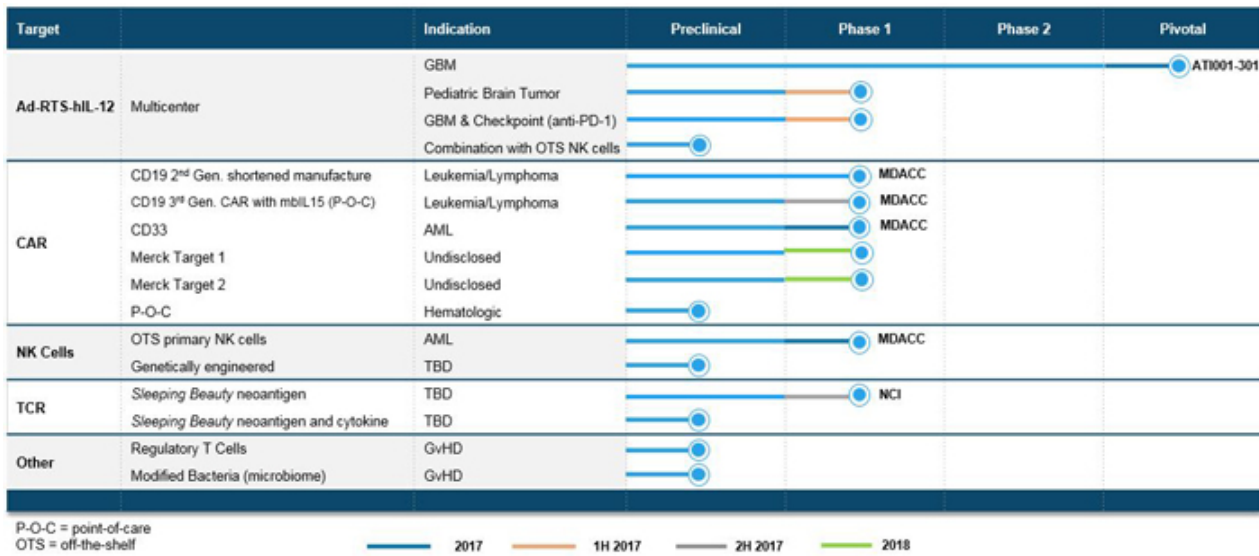 Target Indication Preclinical Phase 1 Phase 2 Pivotal
Ad-RTS-hIL-12 Multicenter
GBM ATI001-301
Pediatric Brain Tumor
GBM & Checkpoint (anti-PD-1)
Combination with OTS NK cells
CAR
CD19 2nd Gen. shortened manufacture Leukemia/Lymphoma MDACC
CD19 3rd Gen. CAR with mbIL15 (P-O-C) Leukemia/Lymphoma MDACC
CD33 AML MDACC
Merck Target 1 Undisclosed
Merck Target 2 Undisclosed
P-O-C Hematologic
NK Cells
OTS primary NK cells AML MDACC
Genetically engineered TBD
TCR
Sleeping Beauty neoantigen TBD NCI
Sleeping Beauty neoantigen and cytokine TBD
Other
Regulatory T Cells GvHD
Modified Bacteria (microbiome) GvHD
P-O-C = point-of-care
OTS = off-the-shelf
2017 1H 2017 2H 2017 2018